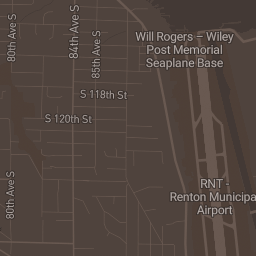 80th Ave S
84th Ave S
85th Ave S
Will Rogers – Wiley
Post Memorial
Seaplane Base
S 118th St
S 120th St
80th Ave S
RNT -
Renton Municipa
Airport